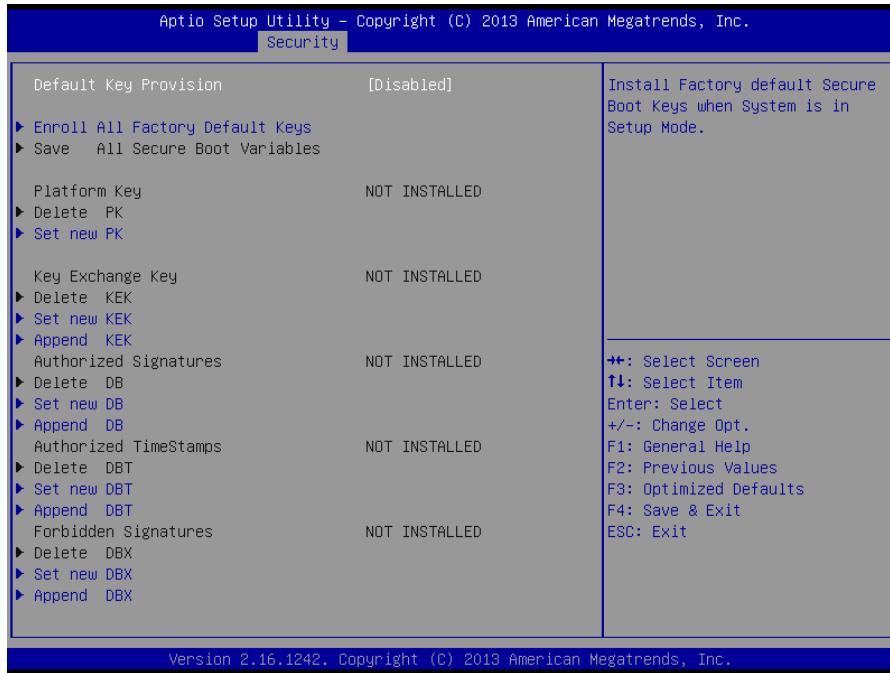 Aptio Setup Utility – Copyright (C) 2013 American Megatrends, Inc.
Security
Default Key Provision [Disabled]
Enroll All Factory Default Keys
Save All Secure Boot Variables
Platform Key NOT INSTALLED
Delete PK
Set new PK
Key Exchange Key NOT INSTALLED
Delete KEK
Set new KEK
Append KEK
Authorized Signatures NOT INSTALLED
Delete DB
Set new DB
Append DB
Authorized TimeStamps NOT INSTALLED
Delete DBT
Set new DBT
Append DBT
Forbidden Signatures NOT INSTALLED
Delete DBX
Set new DBX
Append DBX
Install Factory default Secure
Boot Keys when System is in
Setup Mode.
→←: Select Screen
↑↓: Select Item
Enter: Select
+/-: Change Opt.
F1: General Help
F2: Previous Values
F3: Optimized Defaults
F4: Save & Exit
ESC: Exit
Version 2.16.1242. Copyright (C) 2013 American Megatrends, Inc.